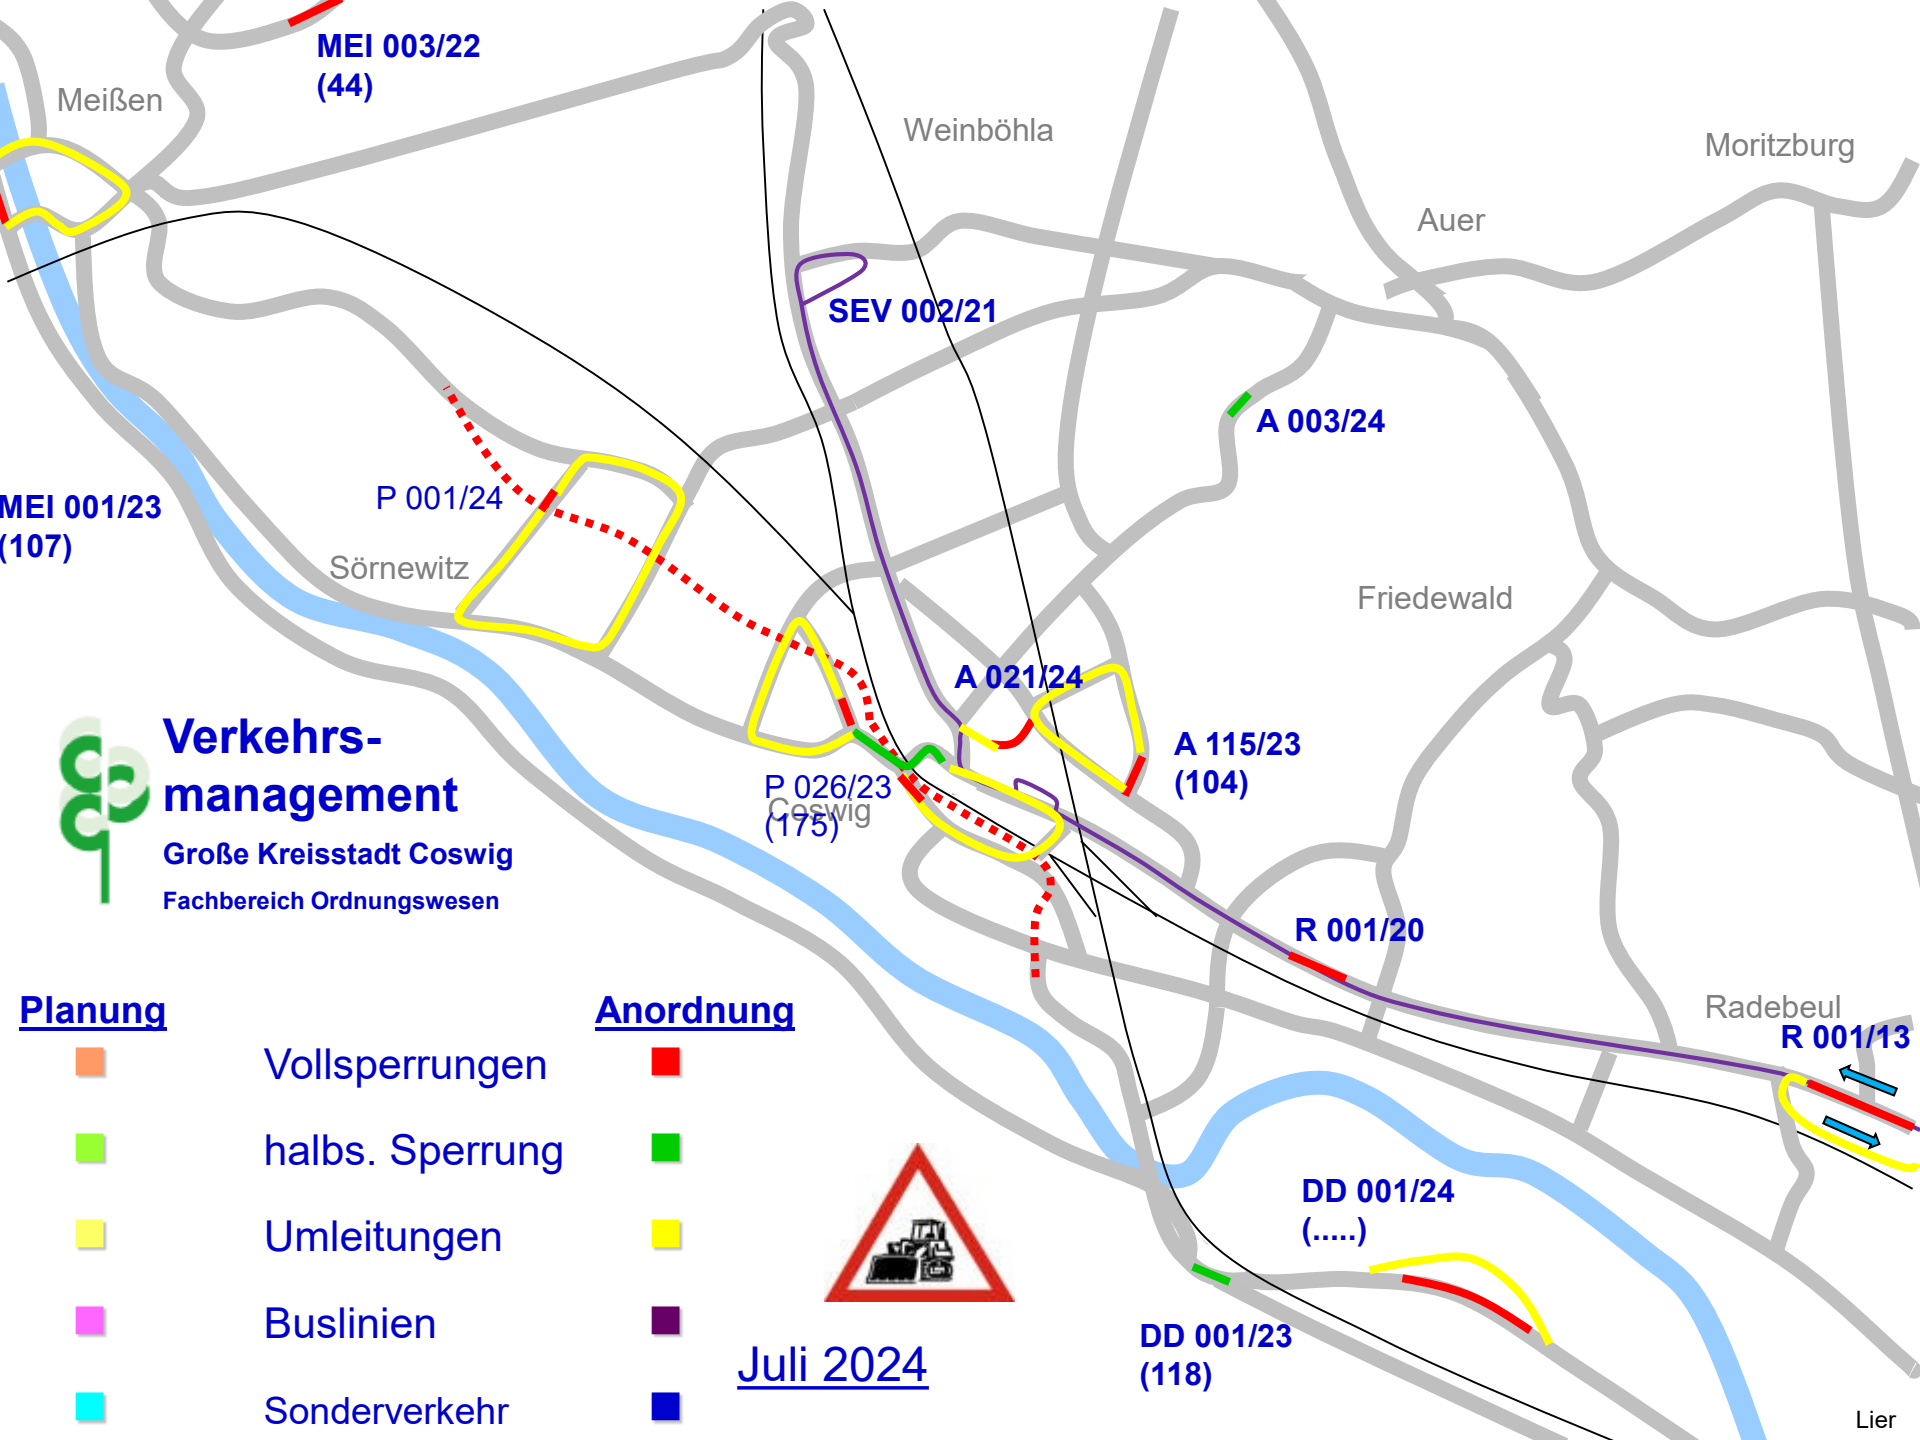 MEI 003/22
(44)
Meißen
Weinböhla
Moritzburg
Auer
SEV 002/21
A 003/24
P 001/24
MEI 001/23
(107)
Sörnewitz
Friedewald
A 021/24
Verkehrs-
management
Große Kreisstadt Coswig
Fachbereich Ordnungswesen
A 115/23
(104)
P 026/23
Coswig
(175)
R 001/20
Radebeul
R 001/13
Planung
Anordnung
Vollsperrungen
halbs. Sperrung
Umleitungen
Buslinien
Sonderverkehr
DD 001/24
(.....)
DD 001/23
(118)
Juli 2024
Lier